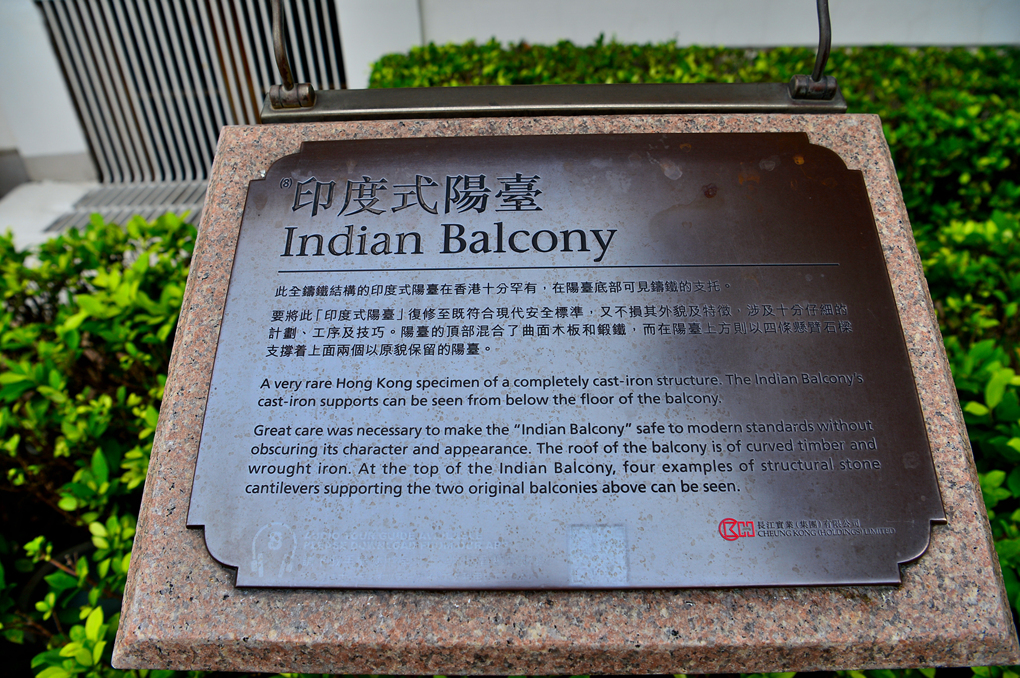 (8) 印度式陽臺
Indian Balcony
此全鑄鐵結構的印度式陽臺在香港十分罕有，在陽臺底部可見鑄鐵的支托。
要將此「印度式陽臺」復修至既符合現代安全標準，又不損其外貌及特徵，涉及十分仔細的
計劃、工序及技巧。陽臺的頂部混合了曲面木板和鍛鐵，而在陽臺上方則以四條懸臂石樑
支撐着上面兩個以原貌保留的陽臺。
A very rare Hong Kong specimen of a completely cast-iron structure. The Indian Balcony's
cast-iron supports can be seen from below the floor of the balcony.
Great care was necessary to make the "Indian Balcony" safe to modern standards without
obscuring its character and appearance. The roof of the balcony is of curved timber and
wrought iron. At the top of the Indian Balcony, four examples of structural stone
cantilevers supporting the two original balconies above can be seen.
長江實業(集團)有限公司
CHEUNG KONG (HOLDINGS) LIMITED
8